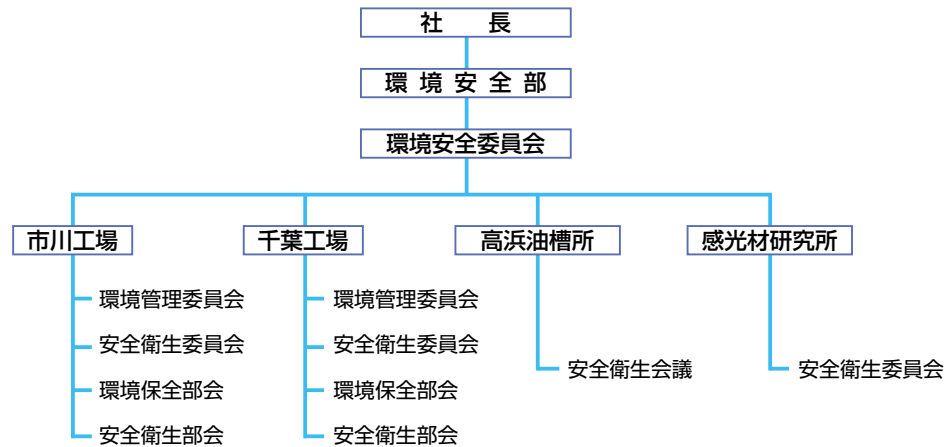 社　長
環境安全部
環境安全委員会
市川工場
千葉工場
高浜油槽所
感光材研究所
環境管理委員会
安全衛生委員会
環境保全部会
安全衛生部会
環境管理委員会
安全衛生委員会
環境保全部会
安全衛生部会
安全衛生会議
安全衛生委員会